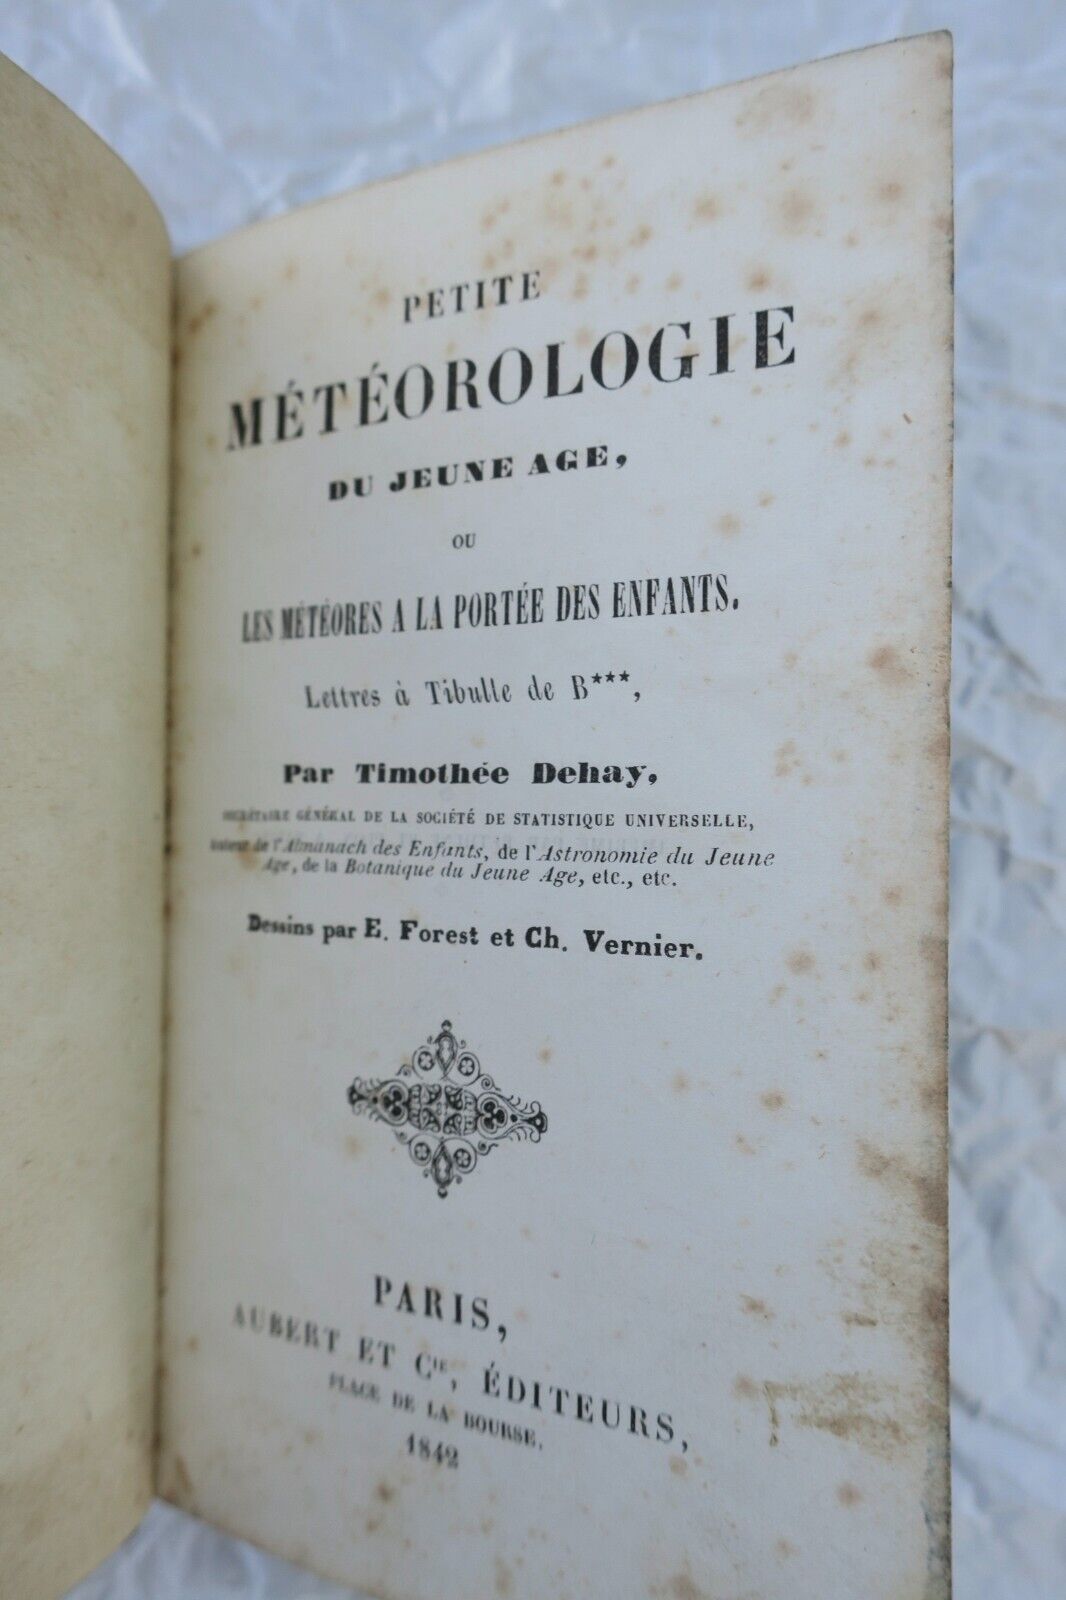 PETITE
MÉTÉOROLOGIE
DU JEUNE AGE,
OU
LES MÉTÉORES A LA PORTÉE DES ENFANTS.
Lettres à Tibulle de B***,
Par Timothée Dehay,
SECRÉTAIRE GÉNÉRAL DE LA SOCIÉTÉ DE STATISTIQUE UNIVERSELLE,
Auteur de l'Almanach des Enfants, de l'Astronomie du Jeune
Age, de la Botanique du Jeune Age, etc., etc.
Dessins par E. Forest et Ch. Vernier.
PARIS,
AUBERT ET Cie, ÉDITEURS,
PLACE DE LA BOURSE.
1842